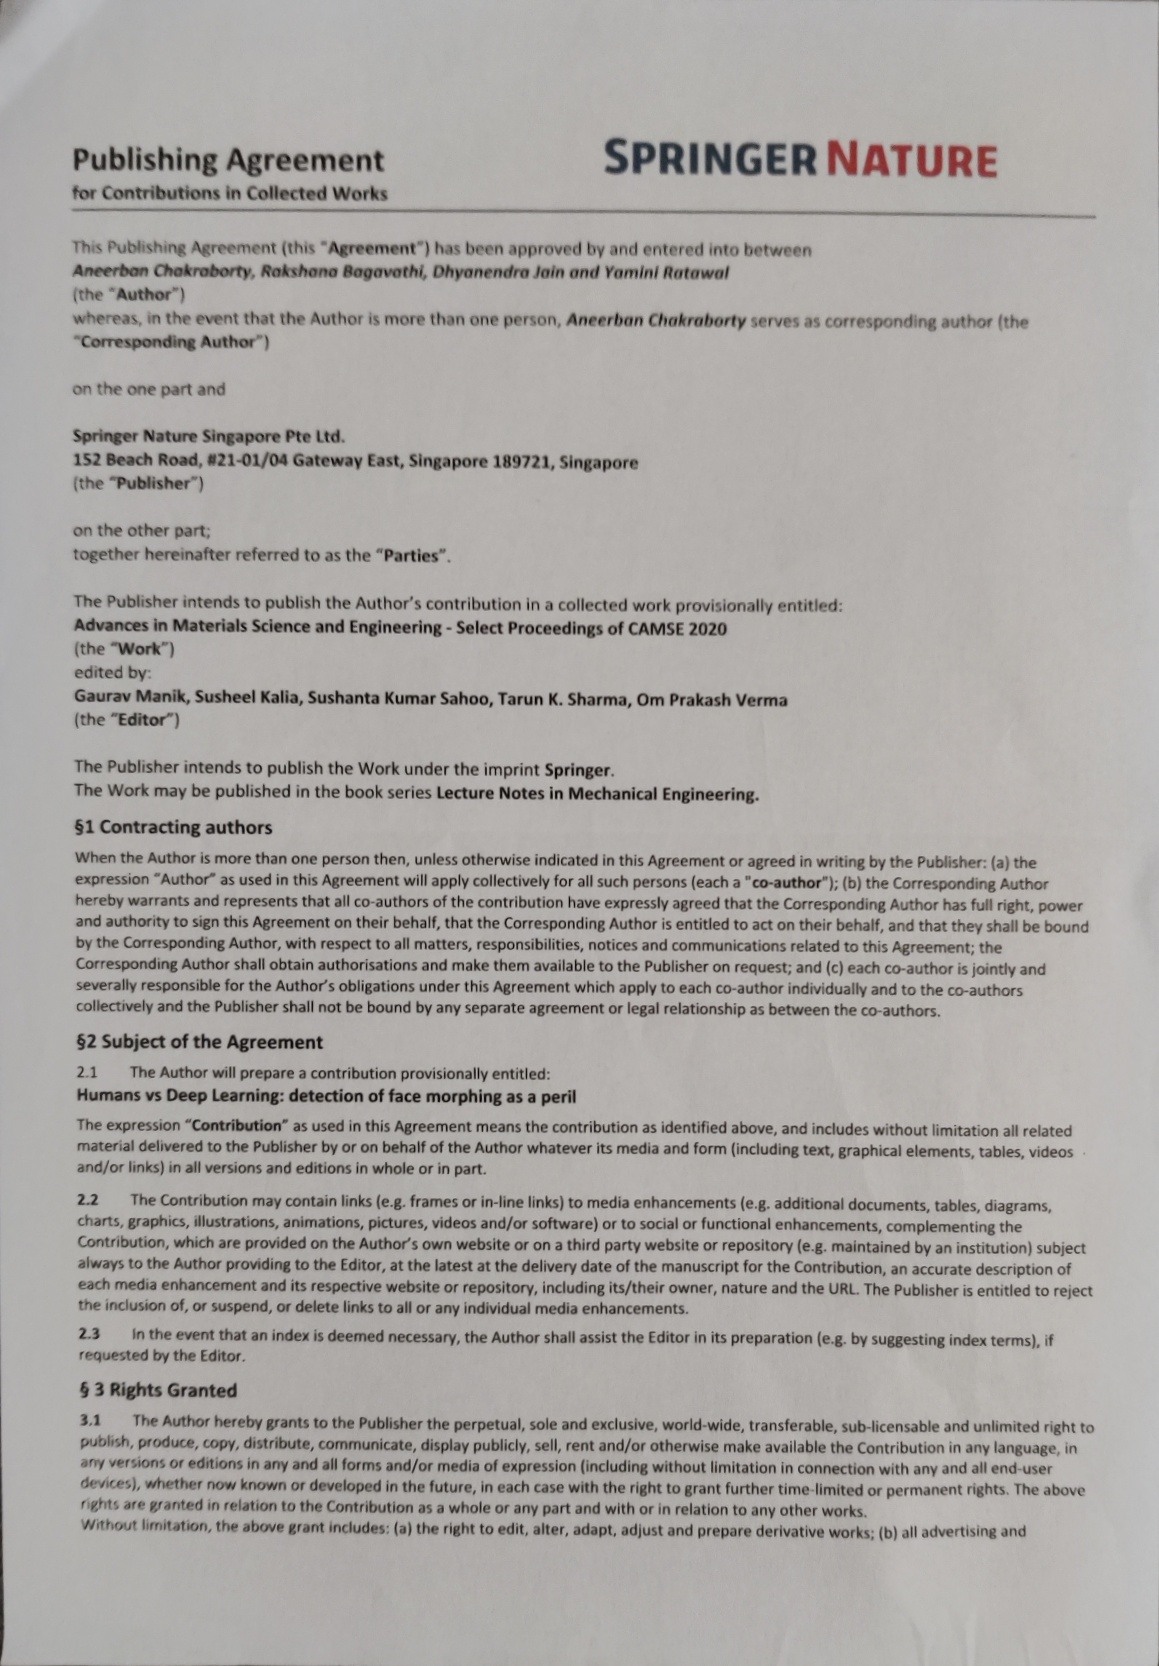 Publishing Agreement
SPRINGER NATURE
for Contributions in Collected Works
This Publishing Agreement (this "Agreement") has been approved by and entered into between
Aneerban Chakraborty, Rakshana Bagavathi, Dhyanendra Jain and Yamini Ratawal
(the "Author")
whereas, in the event that the Author is more than one person, Aneerban Chakraborty serves as corresponding author (the
"Corresponding Author")
on the one part and
Springer Nature Singapore Pte Ltd.
152 Beach Road, #21-01/04 Gateway East, Singapore 189721, Singapore
(the "Publisher")
on the other part;
together hereinafter referred to as the "Parties".
The Publisher intends to publish the Author's contribution in a collected work provisionally entitled:
Advances in Materials Science and Engineering - Select Proceedings of CAMSE 2020
(the "Work")
edited by:
Gaurav Manik, Susheel Kalia, Sushanta Kumar Sahoo, Tarun K. Sharma, Om Prakash Verma
(the "Editor")
The Publisher intends to publish the Work under the imprint Springer.
The Work may be published in the book series Lecture Notes in Mechanical Engineering.
§1 Contracting authors
When the Author is more than one person then, unless otherwise indicated in this Agreement or agreed in writing by the Publisher: (a) the
expression "Author" as used in this Agreement will apply collectively for all such persons (each a "co-author"); (b) the Corresponding Author
hereby warrants and represents that all co-authors of the contribution have expressly agreed that the Corresponding Author has full right, power
and authority to sign this Agreement on their behalf, that the Corresponding Author is entitled to act on their behalf, and that they shall be bound
by the Corresponding Author, with respect to all matters, responsibilities, notices and communications related to this Agreement; the
Corresponding Author shall obtain authorisations and make them available to the Publisher on request; and (c) each co-author is jointly and
severally responsible for the Author's obligations under this Agreement which apply to each co-author individually and to the co-authors
collectively and the Publisher shall not be bound by any separate agreement or legal relationship as between the co-authors.
§2 Subject of the Agreement
2.1 The Author will prepare a contribution provisionally entitled:
Humans vs Deep Learning: detection of face morphing as a peril
The expression "Contribution" as used in this Agreement means the contribution as identified above, and includes without limitation all related
material delivered to the Publisher by or on behalf of the Author whatever its media and form (including text, graphical elements, tables, videos
and/or links) in all versions and editions in whole or in part.
2.2 The Contribution may contain links (e.g. frames or in-line links) to media enhancements (e.g. additional documents, tables, diagrams,
charts, graphics, illustrations, animations, pictures, videos and/or software) or to social or functional enhancements, complementing the
Contribution, which are provided on the Author's own website or on a third party website or repository (e.g. maintained by an institution) subject
always to the Author providing to the Editor, at the latest at the delivery date of the manuscript for the Contribution, an accurate description of
each media enhancement and its respective website or repository, including its/their owner, nature and the URL. The Publisher is entitled to reject
the inclusion of, or suspend, or delete links to all or any individual media enhancements.
2.3 In the event that an index is deemed necessary, the Author shall assist the Editor in its preparation (e.g. by suggesting index terms), if
requested by the Editor.
§ 3 Rights Granted
3.1 The Author hereby grants to the Publisher the perpetual, sole and exclusive, world-wide, transferable, sub-licensable and unlimited right to
publish, produce, copy, distribute, communicate, display publicly, sell, rent and/or otherwise make available the Contribution in any language, in
any versions or editions in any and all forms and/or media of expression (including without limitation in connection with any and all end-user
devices), whether now known or developed in the future, in each case with the right to grant further time-limited or permanent rights. The above
rights are granted in relation to the Contribution as a whole or any part and with or in relation to any other works.
Without limitation, the above grant includes: (a) the right to edit, alter, adapt, adjust and prepare derivative works; (b) all advertising and